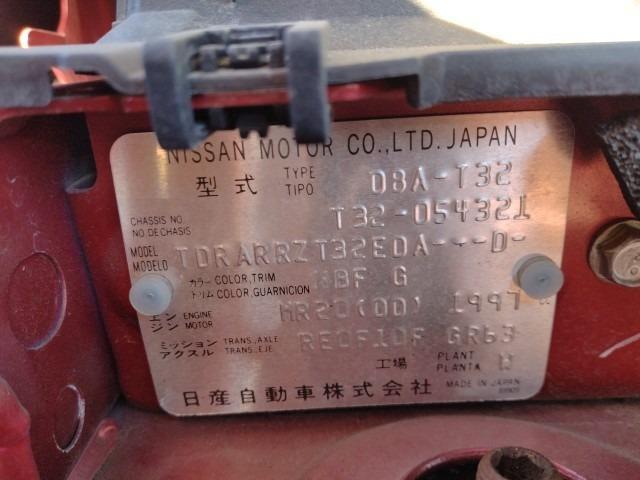 NISSAN MOTOR CO.,LTD. JAPAN
型式 TYPE TIPO DBA-T32
CHASSIS NO. NO.DE CHASIS T32-054321
MODEL MODELO TDRARRZT32EDA---D-
カラー COLOR,TRIM トリム COLOR,GUARNICION NBF G
エンジン ENGINE MOTOR MR20(DD) 1997
ミッション アクスル TRANS.,AXLE TRANS.,EJE RE0F10F GR63
工場 PLANT PLANTA
日産自動車株式会社 MADE IN JAPAN